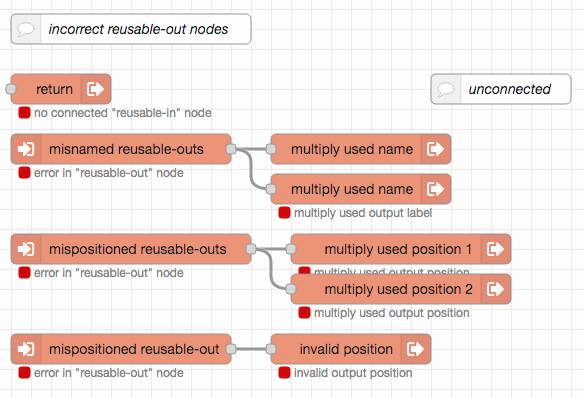 incorrect reusable-out nodes
return
unconnected
no connected "reusable-in" node
misnamed reusable-outs
multiply used name
error in "reusable-out" node
multiply used name
multiply used output label
mispositioned reusable-outs
multiply used position 1
error in "reusable-out" node
multiply used output position
multiply used position 2
multiply used output position
mispositioned reusable-out
invalid position
error in "reusable-out" node
invalid output position